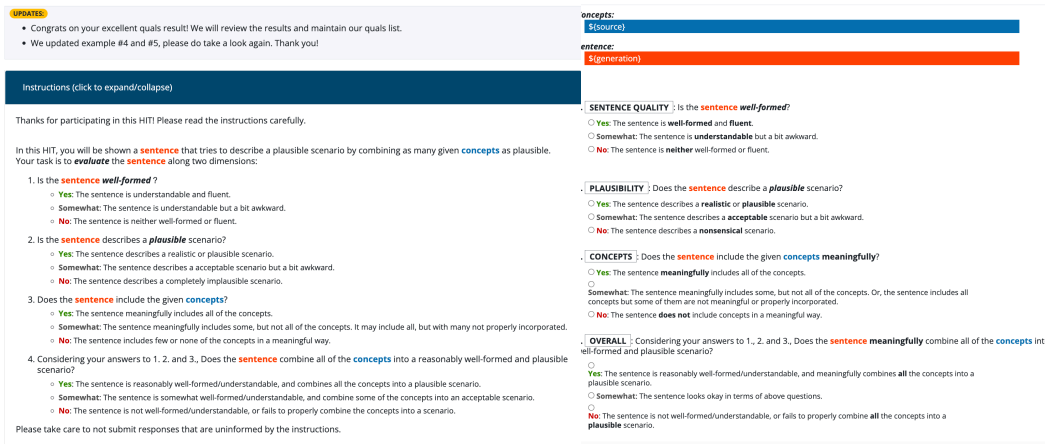 UPDATES:
• Congrats on your excellent quals result! We will review the results and maintain our quals list.
• We updated example #4 and #5, please do take a look again. Thank you!
Instructions (click to expand/collapse)
Thanks for participating in this HIT! Please read the instructions carefully.
In this HIT, you will be shown a sentence that tries to describe a plausible scenario by combining as many given concepts as plausible.
Your task is to evaluate the sentence along two dimensions:
1. Is the sentence well-formed ?
Yes: The sentence is understandable and fluent.
Somewhat: The sentence is understandable but a bit awkward.
No: The sentence is neither well-formed or fluent.
2. Is the sentence describes a plausible scenario?
Yes: The sentence describes a realistic or plausible scenario.
Somewhat: The sentence describes a acceptable scenario but a bit awkward.
No: The sentence describes a completely implausible scenario.
3. Does the sentence include the given concepts?
Yes: The sentence meaningfully includes all of the concepts.
Somewhat: The sentence meaningfully includes some, but not all of the concepts. It may include all, but with many not properly incorporated.
No: The sentence includes few or none of the concepts in a meaningful way.
4. Considering your answers to 1. 2. and 3., Does the sentence combine all of the concepts into a reasonably well-formed and plausible
scenario?
Yes: The sentence is reasonably well-formed/understandable, and combines all the concepts into a plausible scenario.
Somewhat: The sentence is somewhat well-formed/understandable, and combine some of the concepts into an acceptable scenario.
No: The sentence is not well-formed/understandable, or fails to properly combine the concepts into a scenario.
Please take care to not submit responses that are uninformed by the instructions.
oncepts:
${source}
entence:
${generation}
. SENTENCE QUALITY : Is the sentence well-formed?
Yes: The sentence is well-formed and fluent.
Somewhat: The sentence is understandable but a bit awkward.
No: The sentence is neither well-formed or fluent.
. PLAUSIBILITY : Does the sentence describe a plausible scenario?
Yes: The sentence describes a realistic or plausible scenario.
Somewhat: The sentence describes a acceptable scenario but a bit awkward.
No: The sentence describes a nonsensical scenario.
. CONCEPTS : Does the sentence include the given concepts meaningfully?
Yes: The sentence meaningfully includes all of the concepts.
Somewhat: The sentence meaningfully includes some, but not all of the concepts. Or, the sentence includes all
concepts but some of them are not meaningful or properly incorporated.
No: The sentence does not include concepts in a meaningful way.
. OVERALL : Considering your answers to 1., 2. and 3., Does the sentence meaningfully combine all of the concepts int
ell-formed and plausible scenario?
Yes: The sentence is reasonably well-formed/understandable, and meaningfully combines all the concepts into a
plausible scenario.
Somewhat: The sentence looks okay in terms of above questions.
No: The sentence is not well-formed/understandable, or fails to properly combine all the concepts into a
plausible scenario.